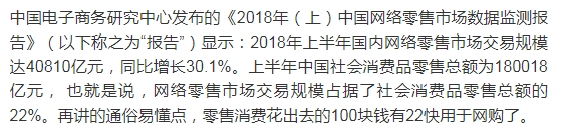 中国电子商务研究中心发布的《2018年（上）中国网络零售市场数据监测报
告》（以下称之为“报告”）显示：2018年上半年国内网络零售市场交易规模
达40810亿元，同比增长30.1%。上半年中国社会消费品零售总额为180018
亿元， 也就是说，网络零售市场交易规模占据了社会消费品零售总额的
22%。再讲的通俗易懂点，零售消费花出去的100块钱有22快用于网购了。